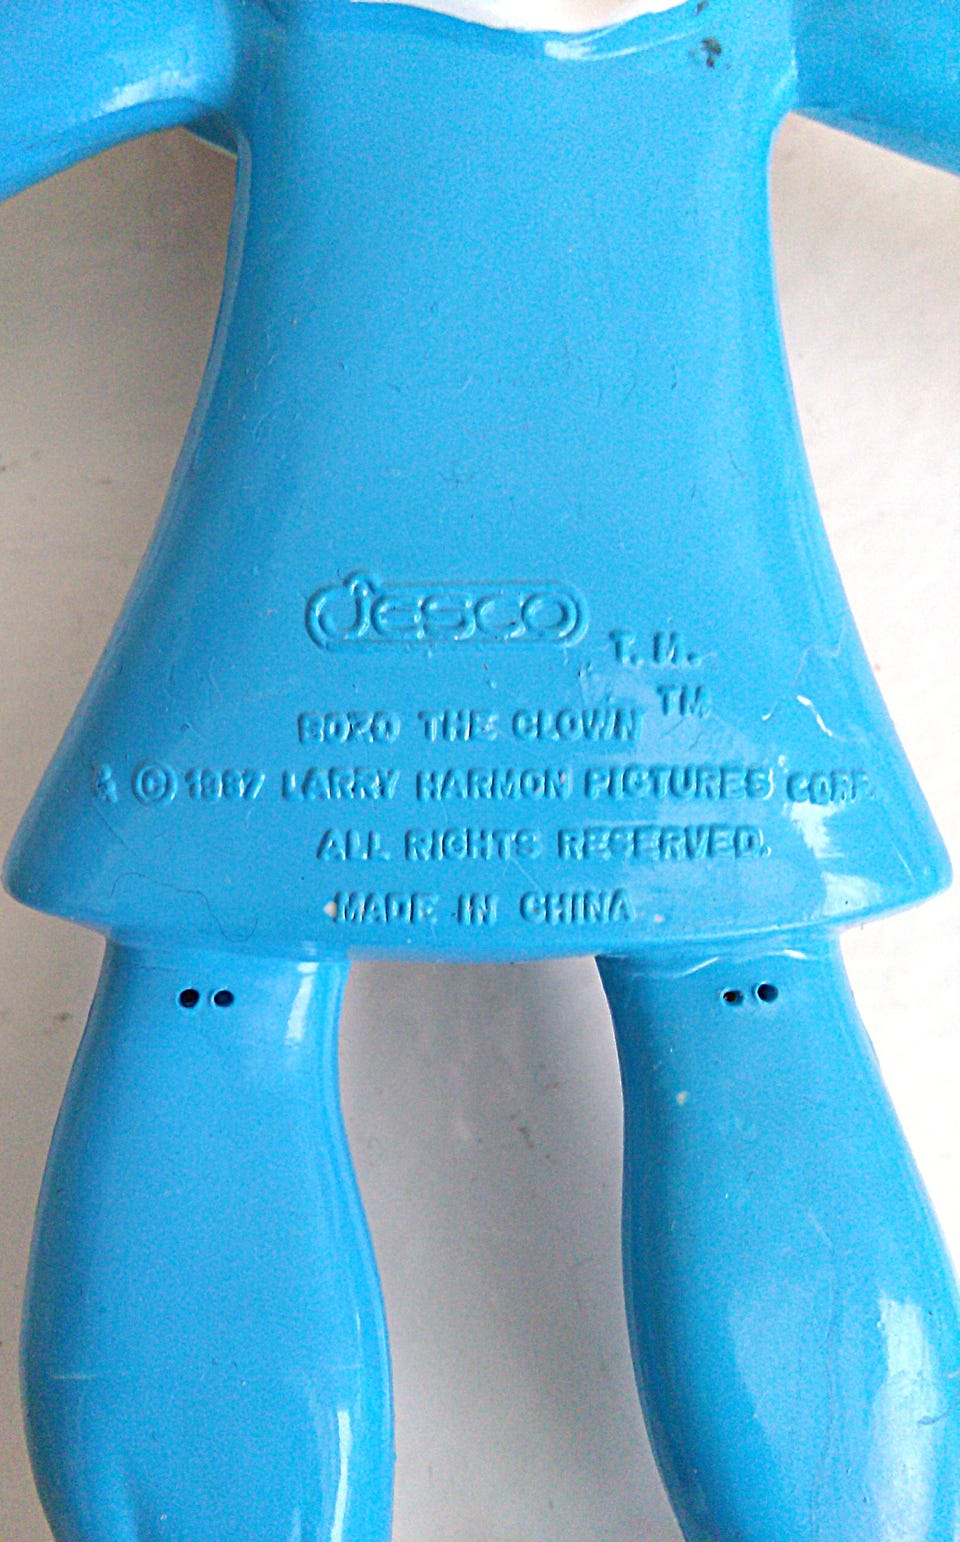 Jesco
T.M.
BOZO THE CLOWN TM
& © 1987 LARRY HARMON PICTURES CORP.
ALL RIGHTS RESERVED.
MADE IN CHINA